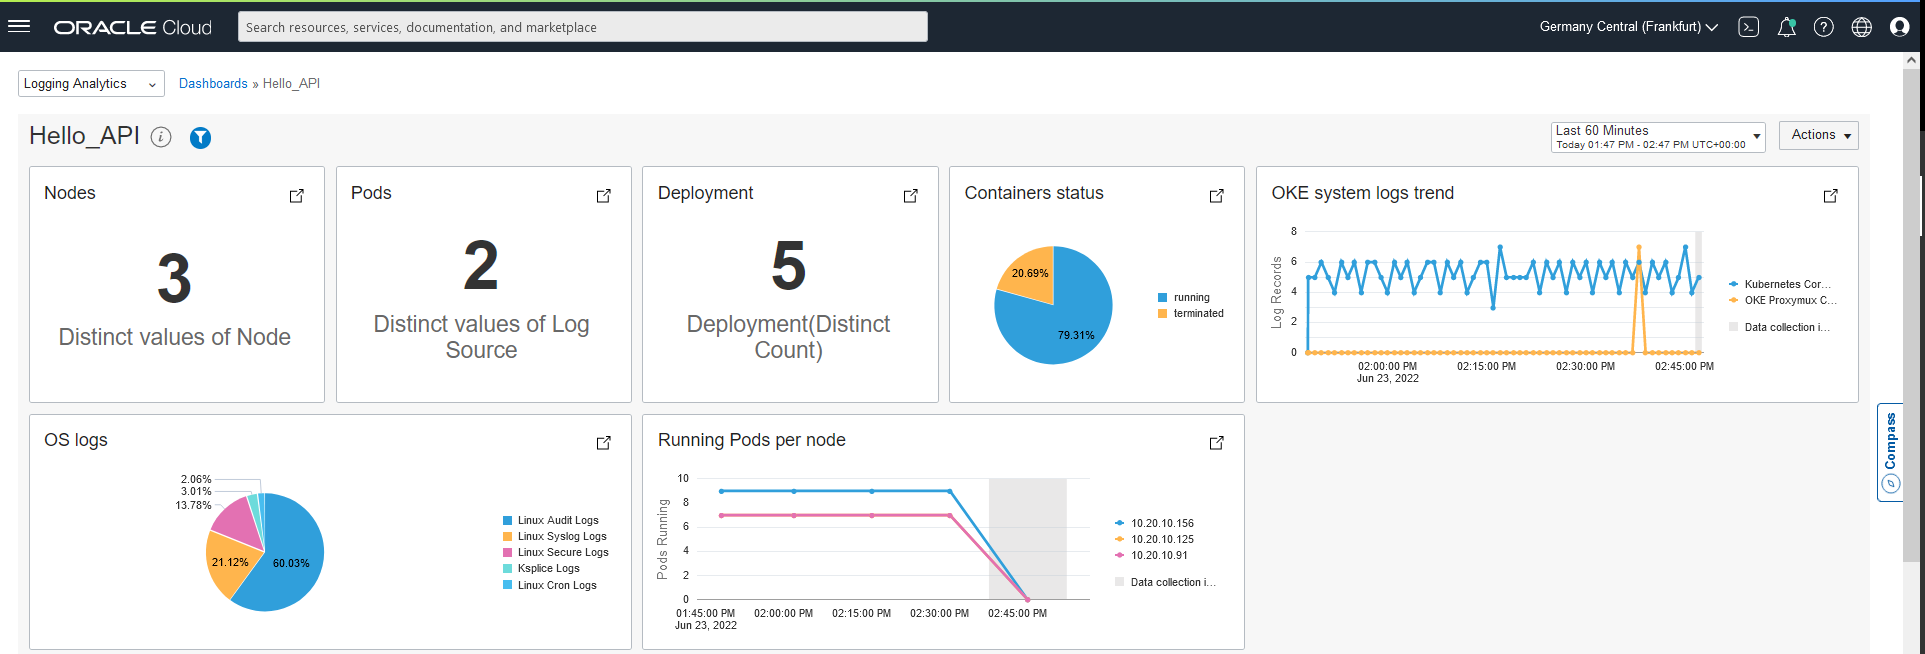 ORACLE Cloud
Search resources, services, documentation, and marketplace
Germany Central (Frankfurt)
Logging Analytics
Dashboards » Hello_API
Hello_API
Last 60 Minutes
Today 01:47 PM - 02:47 PM UTC+00:00
Actions
Nodes
3
Distinct values of Node
Pods
2
Distinct values of Log
Source
Deployment
5
Deployment(Distinct
Count)
Containers status
20.69%
79.31%
running
terminated
OKE system logs trend
Log Records
8
6
4
2
0
02:00:00 PM
Jun 23, 2022
02:15:00 PM
02:30:00 PM
02:45:00 PM
Kubernetes Cor...
OKE Proxymux C...
Data collection i...
OS logs
2.06%
3.01%
13.78%
21.12%
60.03%
Linux Audit Logs
Linux Syslog Logs
Linux Secure Logs
Ksplice Logs
Linux Cron Logs
Running Pods per node
Pods Running
10
8
6
4
2
0
01:45:00 PM
Jun 23, 2022
02:00:00 PM
02:15:00 PM
02:30:00 PM
02:45:00 PM
10.20.10.156
10.20.10.125
10.20.10.91
Data collection i...
Compass